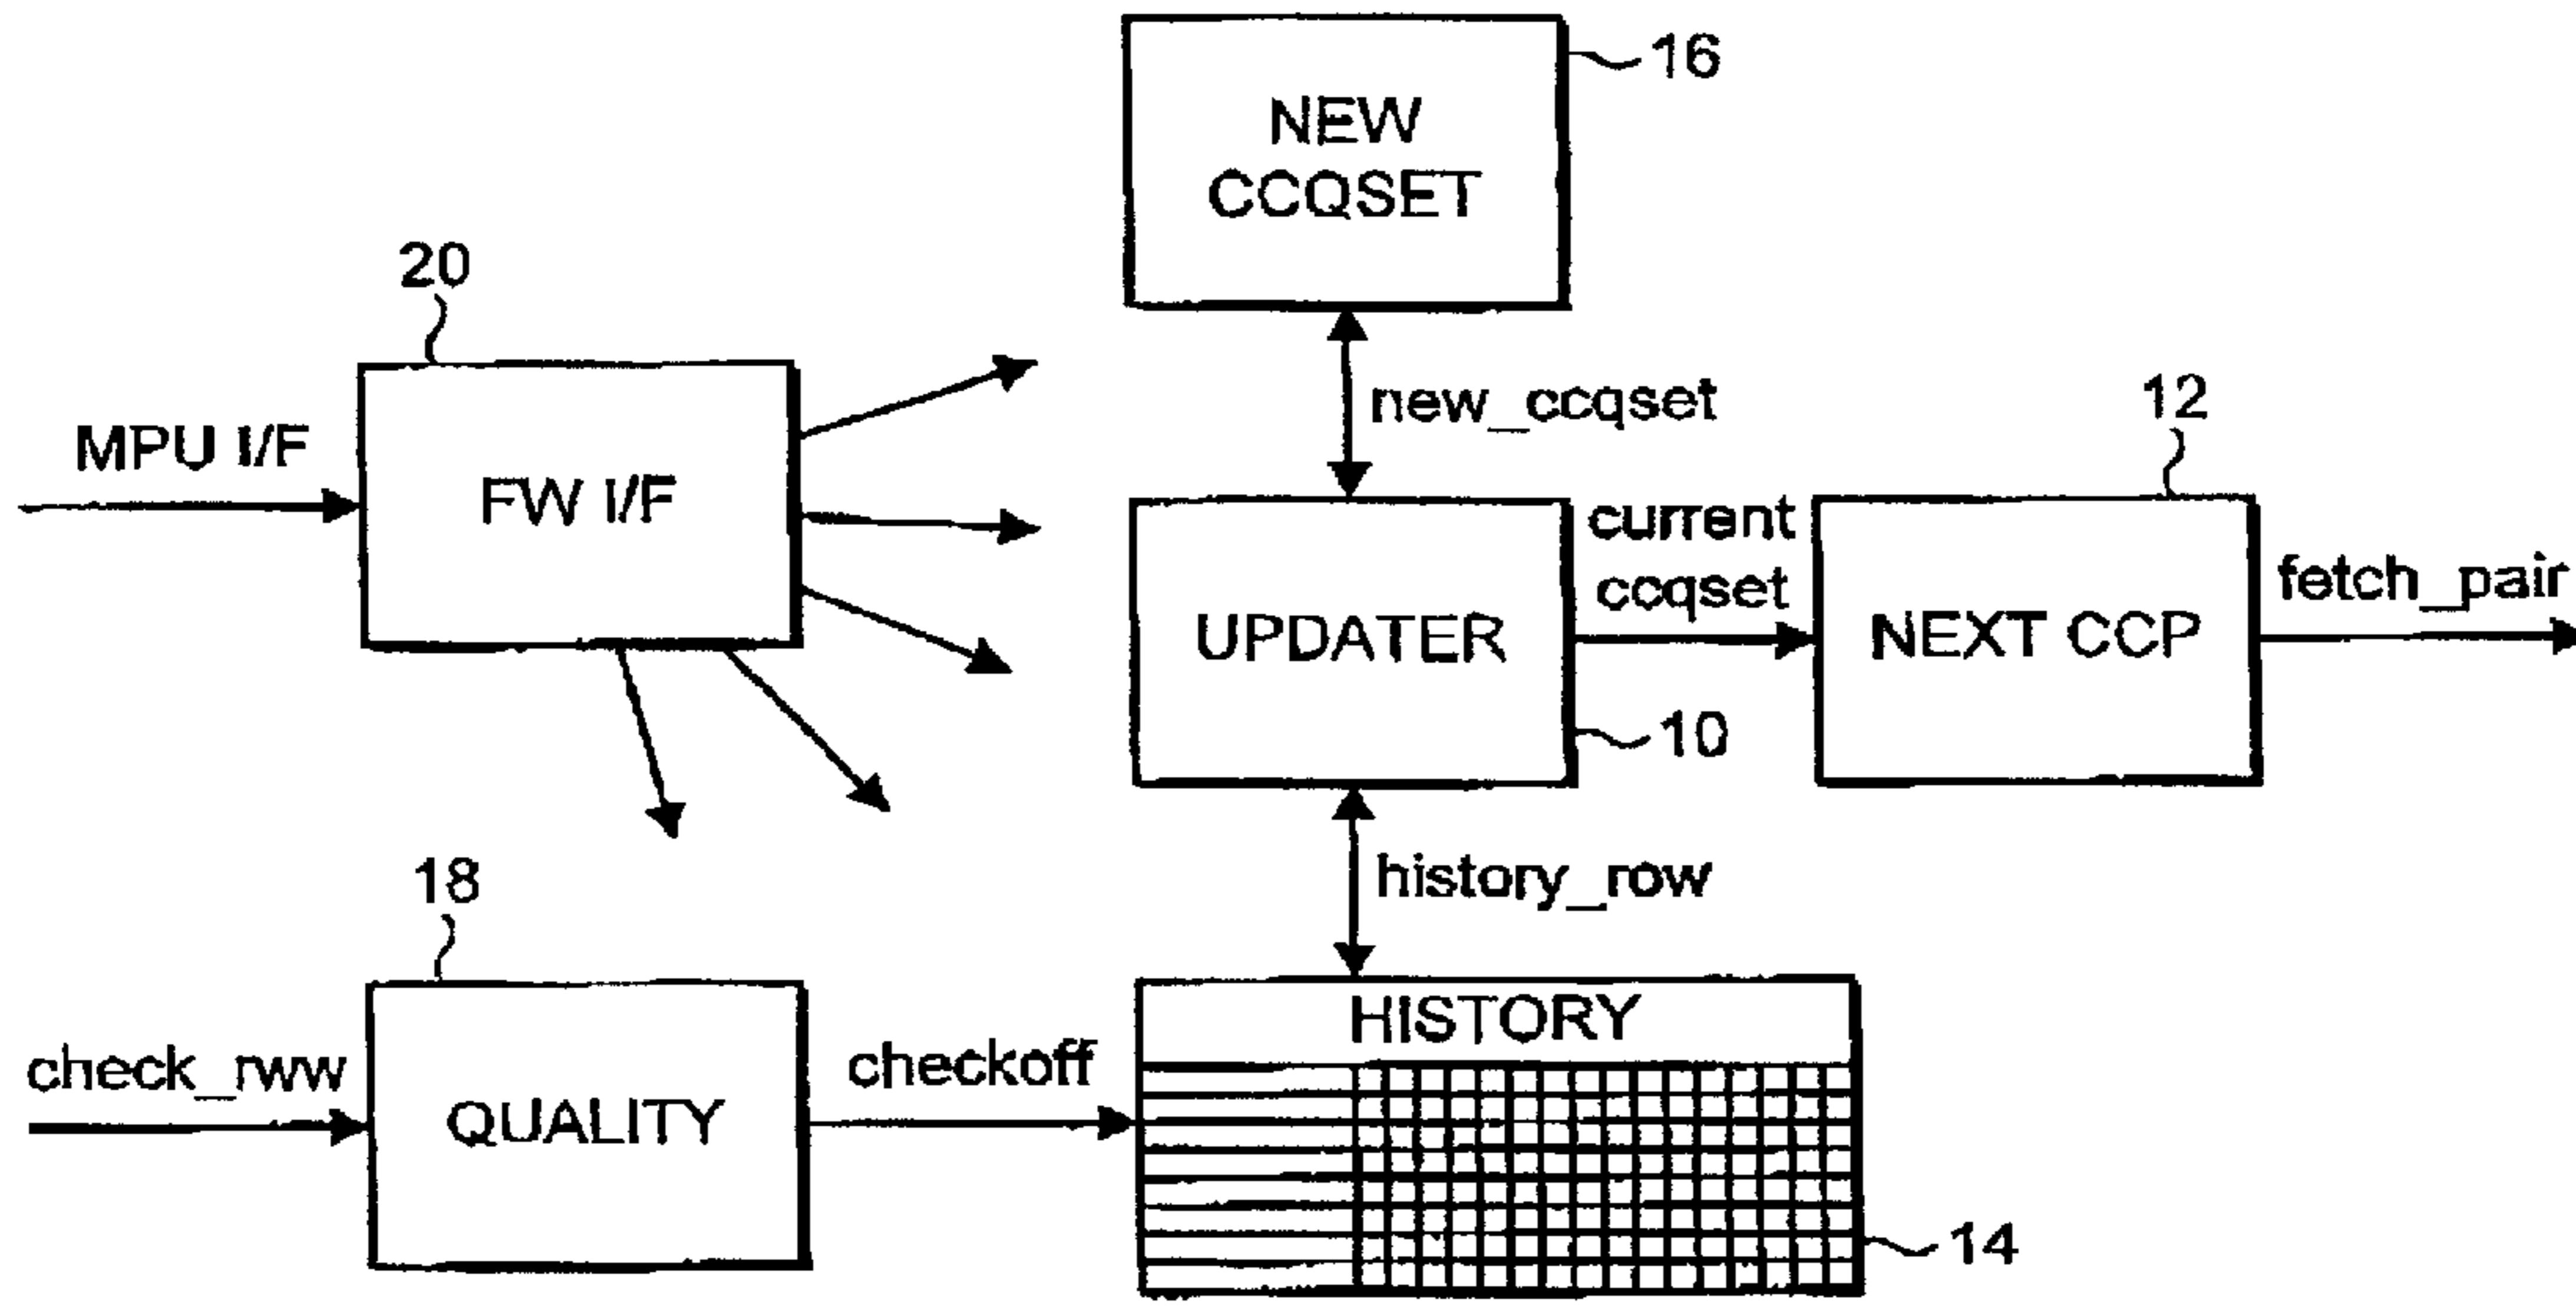 16
NEW
CCQSET
20
MPU I/F
FW I/F
new_ccqset
12
current
ccqset
UPDATER
NEXT CCP
fetch_pair
10
history_row
18
check_rww
QUALITY
checkoff
HISTORY
14